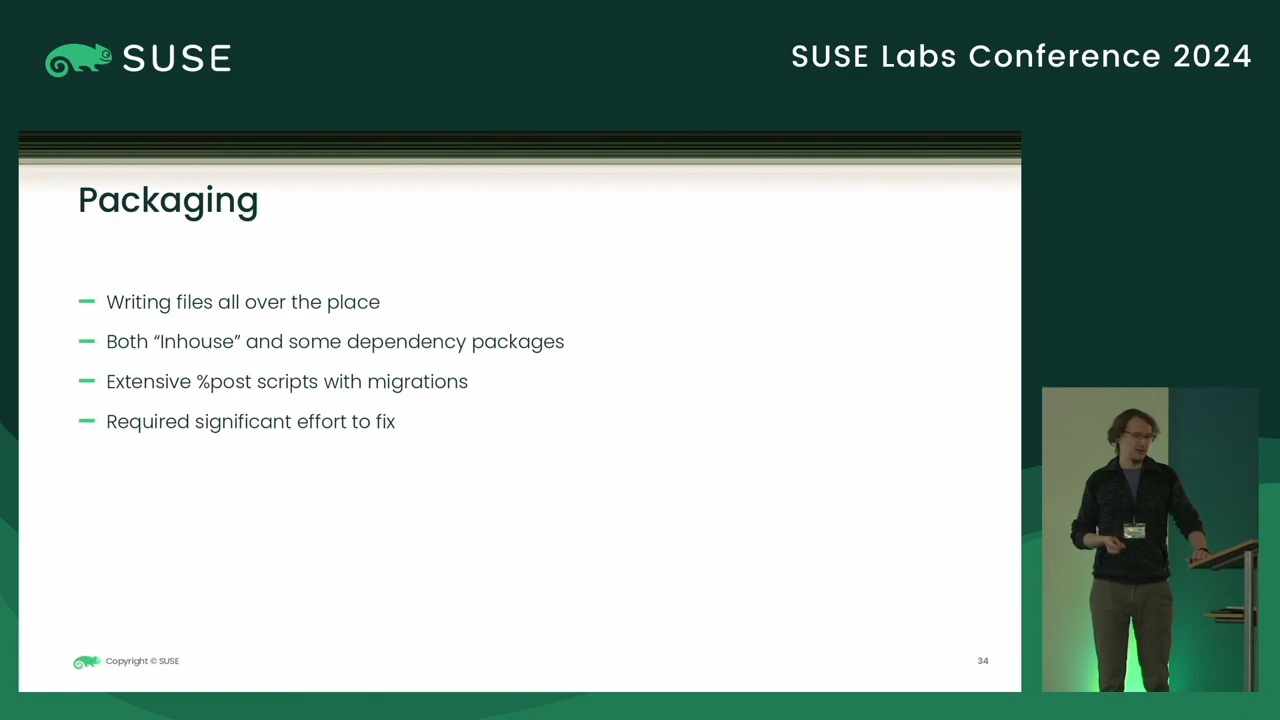 SUSE
SUSE Labs Conference 2024
Packaging
Writing files all over the place
Both “Inhouse” and some dependency packages
Extensive %post scripts with migrations
Required significant effort to fix
Copyright © SUSE
34